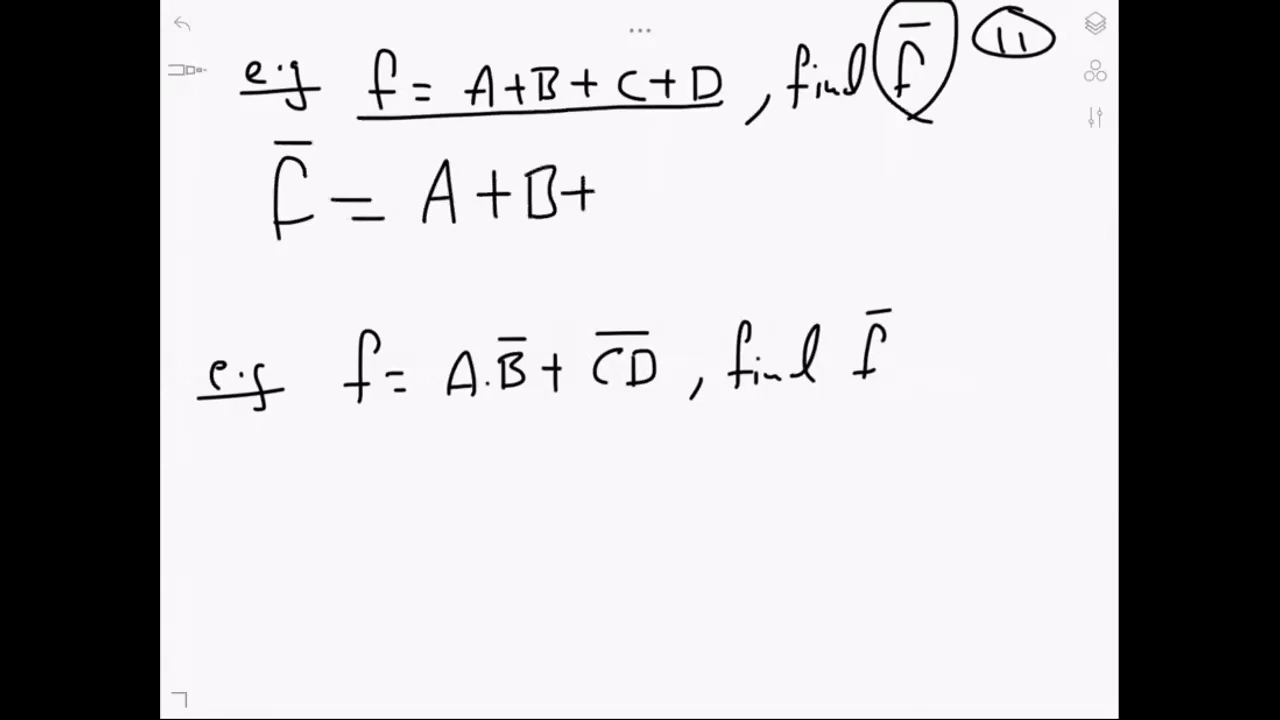 e.g f = A+B+C+D, find f̅ 11
f̅ = A+B+
e.g f = A.B̅ + C̅D̅, find f̅